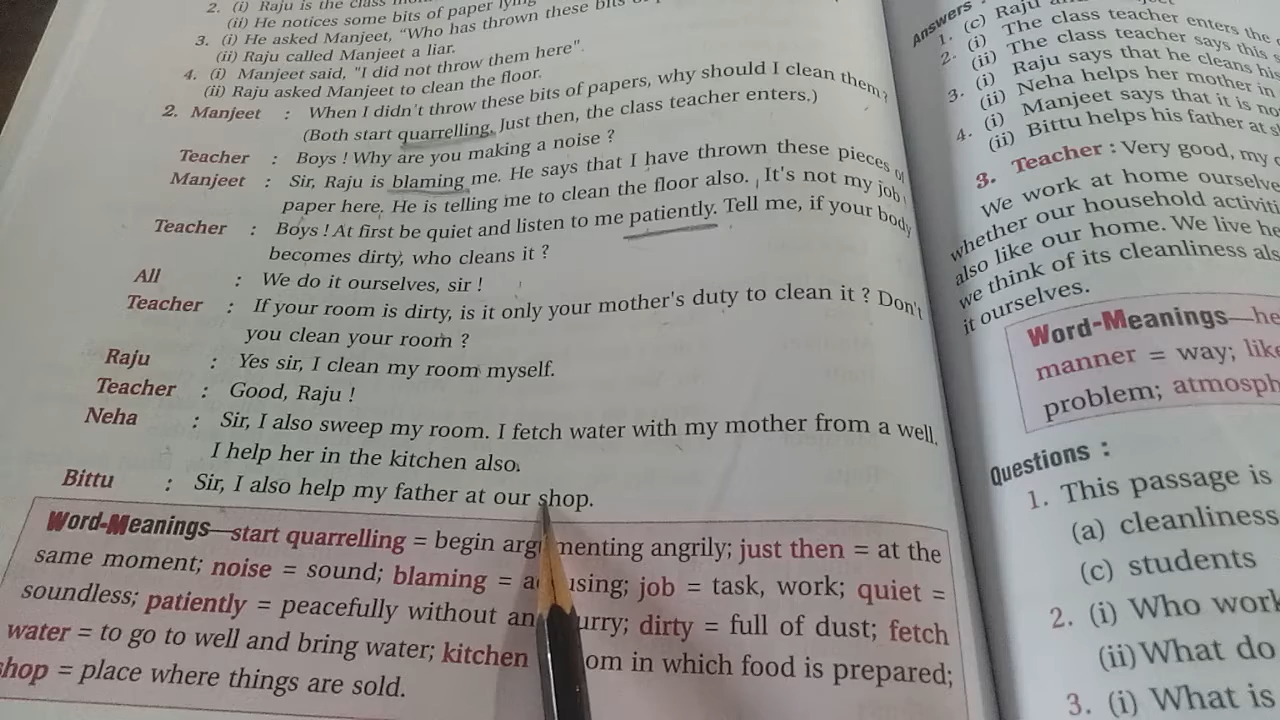 2. (i) Raju is the class
(ii) He notices some bits of paper lying
3. (i) He asked Manjeet, "Who has thrown these bits
(ii) Raju called Manjeet a liar.
4. (i) Manjeet said, "I did not throw them here".
(ii) Raju asked Manjeet to clean the floor.
2. Manjeet : When I didn't throw these bits of papers, why should I clean them?
(Both start quarrelling. Just then, the class teacher enters.)
Teacher : Boys ! Why are you making a noise ?
Manjeet : Sir, Raju is blaming me. He says that I have thrown these pieces of
paper here. He is telling me to clean the floor also. It's not my job.
Teacher : Boys ! At first be quiet and listen to me patiently. Tell me, if your body
becomes dirty, who cleans it ?
All : We do it ourselves, sir !
Teacher : If your room is dirty, is it only your mother's duty to clean it ? Don't
you clean your room ?
Raju : Yes sir, I clean my room myself.
Teacher : Good, Raju !
Neha : Sir, I also sweep my room. I fetch water with my mother from a well.
I help her in the kitchen also.
Bittu : Sir, I also help my father at our shop.
Word-Meanings—start quarrelling = begin argumenting angrily; just then = at the
same moment; noise = sound; blaming = accusing; job = task, work; quiet =
soundless; patiently = peacefully without any hurry; dirty = full of dust; fetch
water = to go to well and bring water; kitchen = room in which food is prepared;
shop = place where things are sold.
Answers :
1. (c) Raju
2. (i) The class teacher enters the
(ii) The class teacher says this
3. (i) Raju says that he cleans his
(ii) Neha helps her mother in
4. (i) Manjeet says that it is
(ii) Bittu helps his father at
3. Teacher : Very good, my
We work at home ourselve
whether our household activiti
also like our home. We live he
we think of its cleanliness als
it ourselves.
Word-Meanings—he
manner = way; like
problem; atmosph
Questions :
1. This passage is
(a) cleanliness
(c) students
2. (i) Who work
(ii) What do
3. (i) What is